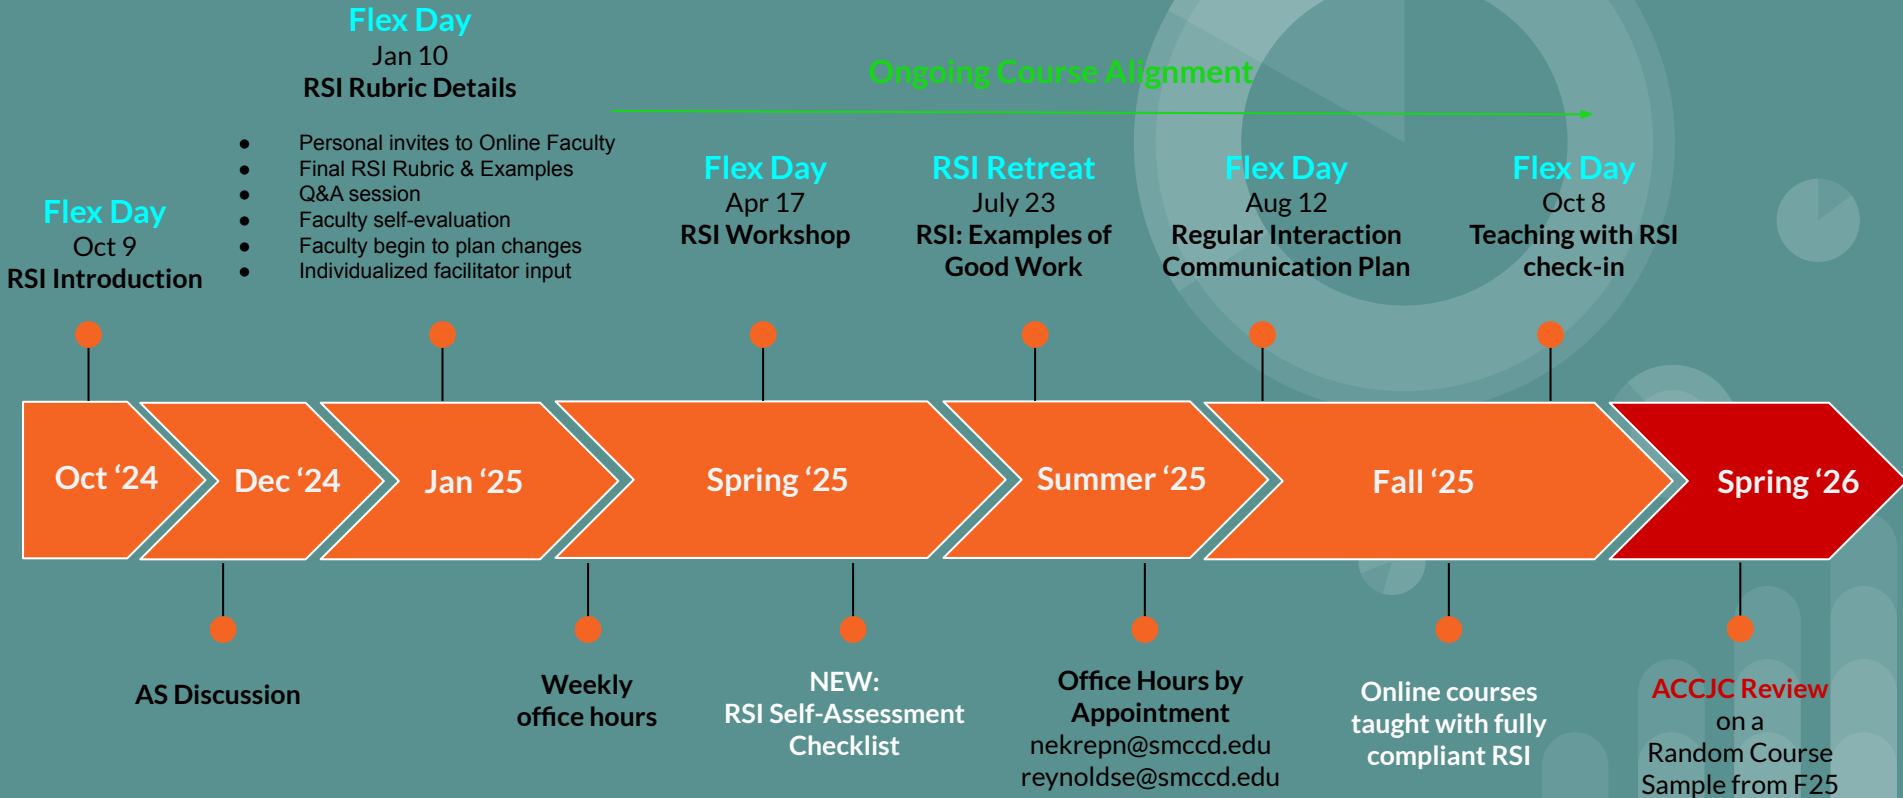 Flex Day
Jan 10
RSI Rubric Details
● Personal invites to Online Faculty
● Final RSI Rubric & Examples
● Q&A session
● Faculty self-evaluation
● Faculty begin to plan changes
● Individualized facilitator input
Ongoing Course Alignment
Flex Day
Oct 9
RSI Introduction
Flex Day
Apr 17
RSI Workshop
RSI Retreat
July 23
RSI: Examples of
Good Work
Flex Day
Aug 12
Regular Interaction
Communication Plan
Flex Day
Oct 8
Teaching with RSI
check-in
Oct ‘24
Dec ‘24
Jan ‘25
Spring ‘25
Summer ‘25
Fall ‘25
Spring ‘26
AS Discussion
Weekly
office hours
NEW:
RSI Self-Assessment
Checklist
Office Hours by
Appointment
nekrepn@smccd.edu
reynoldse@smccd.edu
Online courses
taught with fully
compliant RSI
ACCJC Review
on a
Random Course
Sample from F25